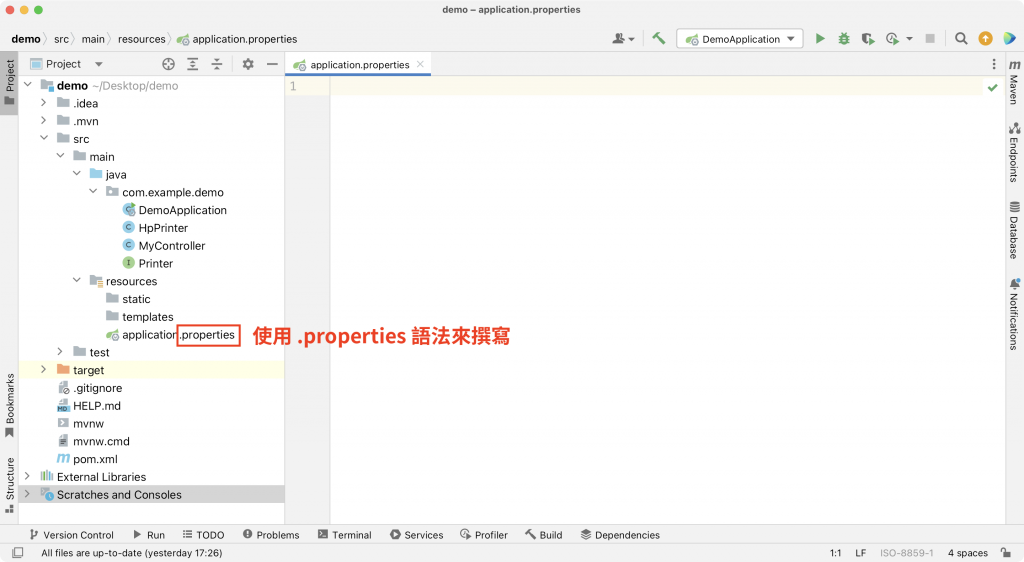 demo – application.properties
demo src main resources application.properties DemoApplication
Project application.properties
Project
demo ~/Desktop/demo
1
.idea
.mvn
src
main
java
com.example.demo
DemoApplication
HpPrinter
MyController
Printer
resources
static
templates
application.properties 使用 .properties 語法來撰寫
test
target
.gitignore
MD HELP.md
mvnw
mvnw.cmd
m pom.xml
External Libraries
Scratches and Consoles
Bookmarks
Structure
m Maven
Endpoints
Database
Notifications
Version Control Run TODO Problems Terminal Services Profiler Build Dependencies
All files are up-to-date (yesterday 17:26) 1:1 LF ISO-8859-1 4 spaces